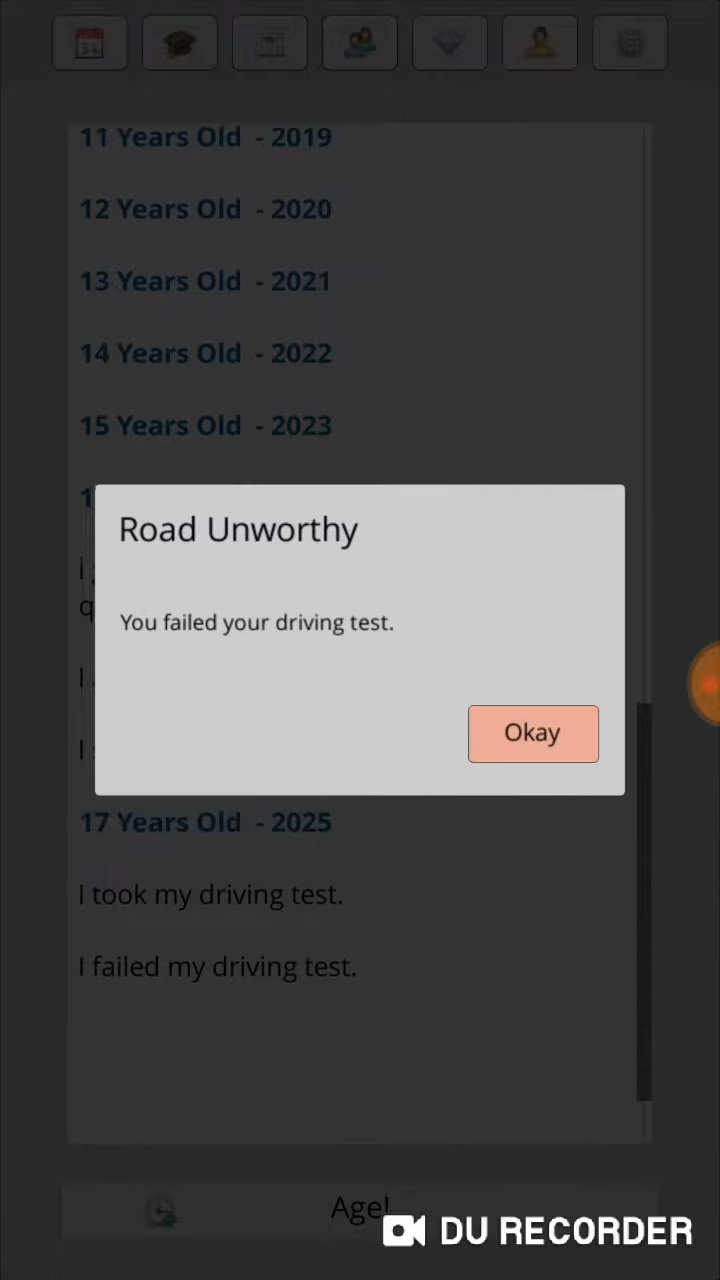 11 Years Old - 2019
12 Years Old - 2020
13 Years Old - 2021
14 Years Old - 2022
15 Years Old - 2023
1
Road Unworthy
I
q
You failed your driving test.
I
Okay
I
17 Years Old - 2025
I took my driving test.
I failed my driving test.
Age!
DU RECORDER